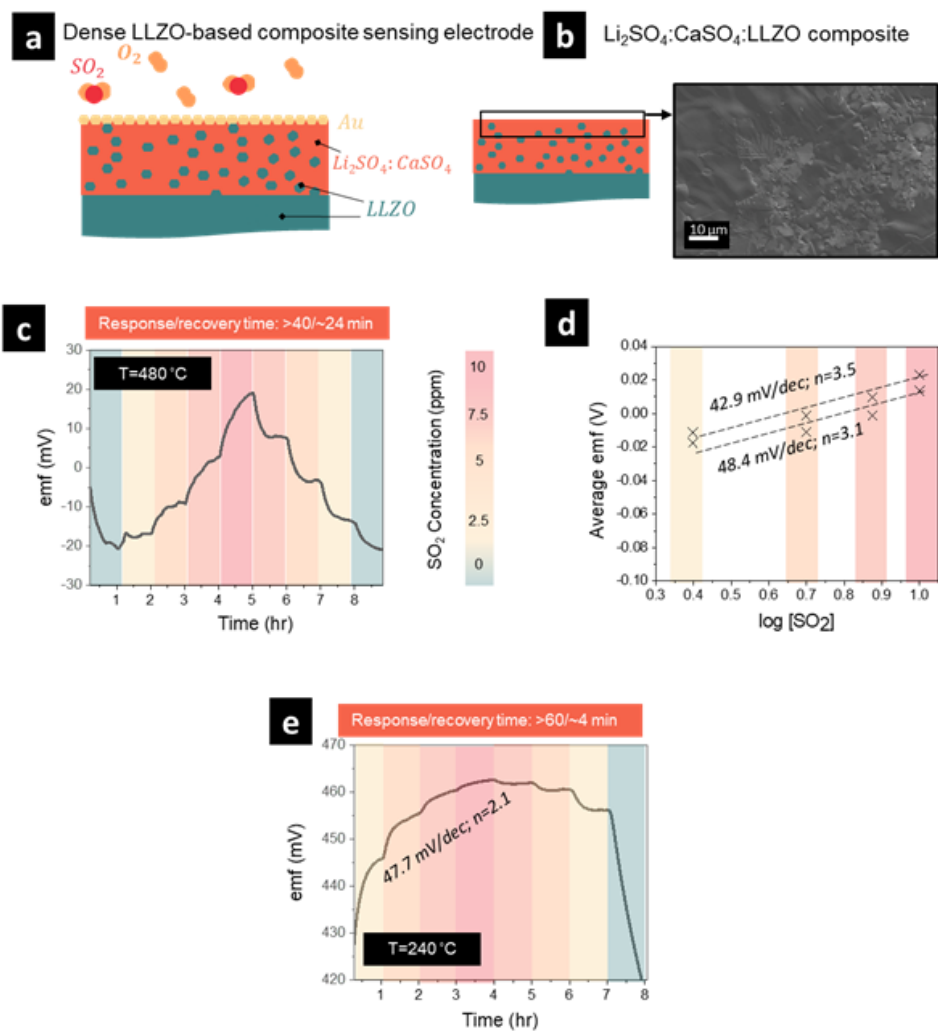 a
Dense LLZO-based composite sensing electrode
SO₂
O₂
Au
Li₂SO₄: CaSO₄
LLZO
b
Li₂SO₄:CaSO₄:LLZO composite
10 µm
c
Response/recovery time: >40/~24 min
T=480 °C
30
20
10
0
-10
-20
-30
emf (mV)
1 2 3 4 5 6 7 8
Time (hr)
SO₂ Concentration (ppm)
10
7.5
5
2.5
0
d
0.04
0.02
0.00
-0.02
-0.04
-0.06
-0.08
-0.10
Average emf (V)
42.9 mV/dec; n=3.5
48.4 mV/dec; n=3.1
0.3 0.4 0.5 0.6 0.7 0.8 0.9 1.0
log [SO₂]
e
Response/recovery time: >60/~4 min
470
460
450
440
430
420
emf (mV)
47.7 mV/dec; n=2.1
T=240 °C
1 2 3 4 5 6 7 8
Time (hr)